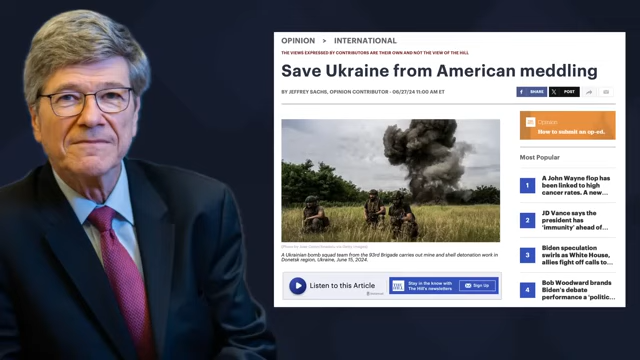 OPINION > INTERNATIONAL
THE VIEWS EXPRESSED BY CONTRIBUTORS ARE THEIR OWN AND NOT THE VIEW OF THE HILL
Save Ukraine from American meddling
BY JEFFREY SACHS, OPINION CONTRIBUTOR - 06/27/24 11:00 AM ET
SHARE
POST
A Ukrainian bomb squad team from the 93rd Brigade carries out mine and shell detonation work in
Donetsk region, Ukraine, June 15, 2024.
Listen to this Article
Stay in the know with
The Hill's newsletters
Sign Up
Opinion
How to submit an op-ed.
Most Popular
1
A John Wayne flop has
been linked to high
cancer rates. A new...
2
JD Vance says the
president has
'immunity' ahead of...
3
Biden speculation
swirls as White House,
allies fight off calls to...
4
Bob Woodward brands
Biden's debate
performance a 'politic...